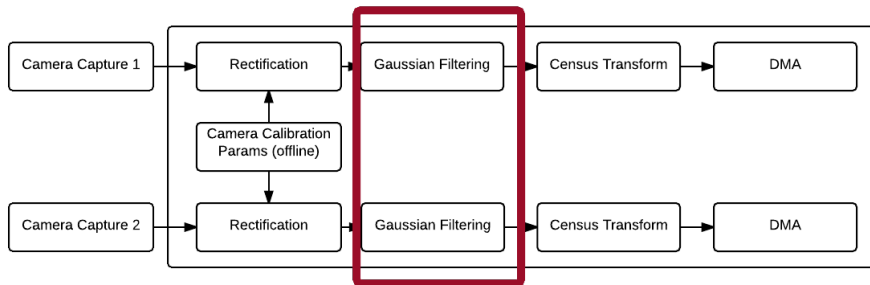 Camera Capture 1
Rectification
Gaussian Filtering
Census Transform
DMA
Camera Calibration
Params (offline)
Camera Capture 2
Rectification
Gaussian Filtering
Census Transform
DMA